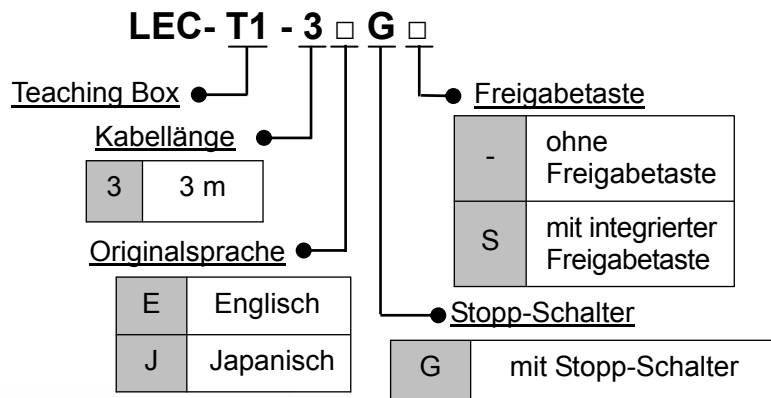 LEC- T1 - 3 □ G □
Teaching Box
Kabellänge
3 3 m
Originalsprache
E Englisch
J Japanisch
Freigabetaste
- ohne
Freigabetaste
S mit integrierter
Freigabetaste
Stopp-Schalter
G mit Stopp-Schalter